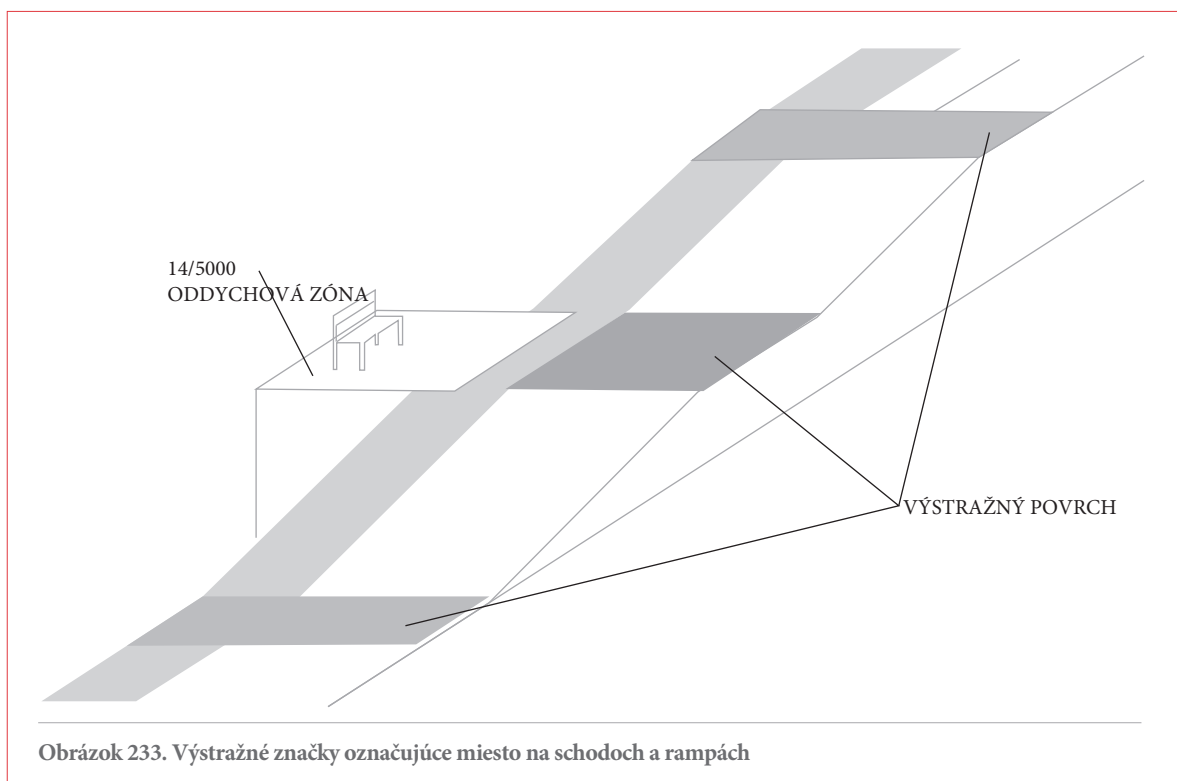 14/5000
ODDYCHOVÁ ZÓNA
VÝSTRAŽNÝ POVRCH
Obrázok 233. Výstražné značky označujúce miesto na schodoch a rampách